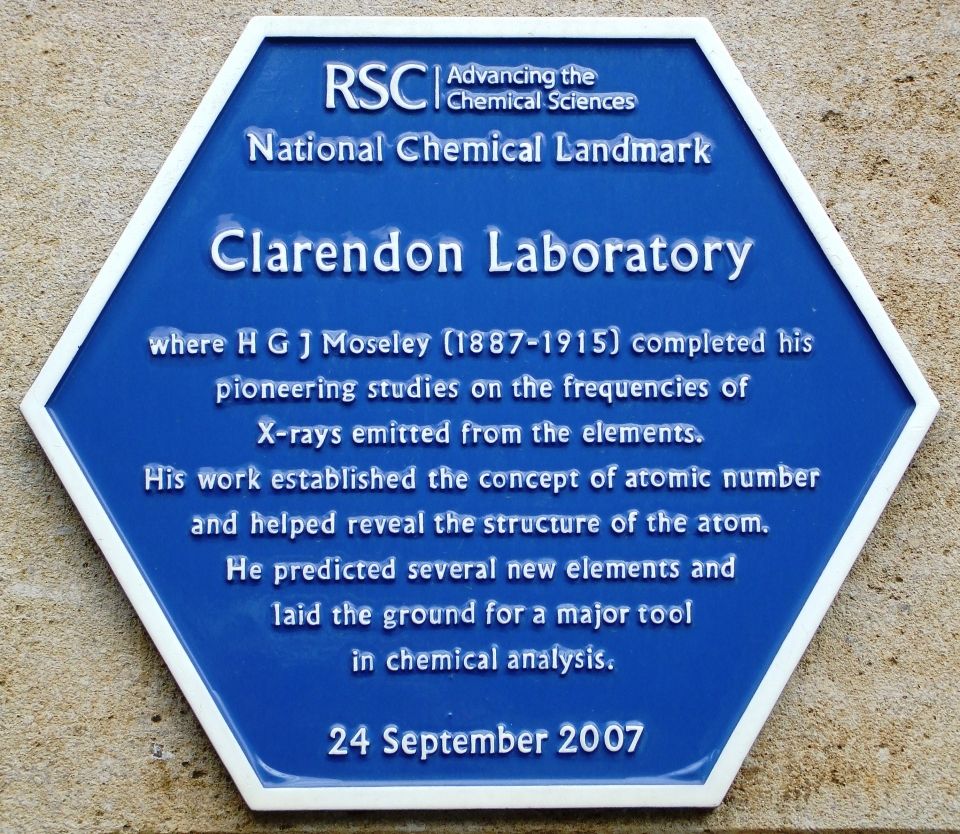 RSC Advancing the
Chemical Sciences
National Chemical Landmark
Clarendon Laboratory
where H G J Moseley (1887-1915) completed his
pioneering studies on the frequencies of
X-rays emitted from the elements.
His work established the concept of atomic number
and helped reveal the structure of the atom.
He predicted several new elements and
laid the ground for a major tool
in chemical analysis.
24 September 2007